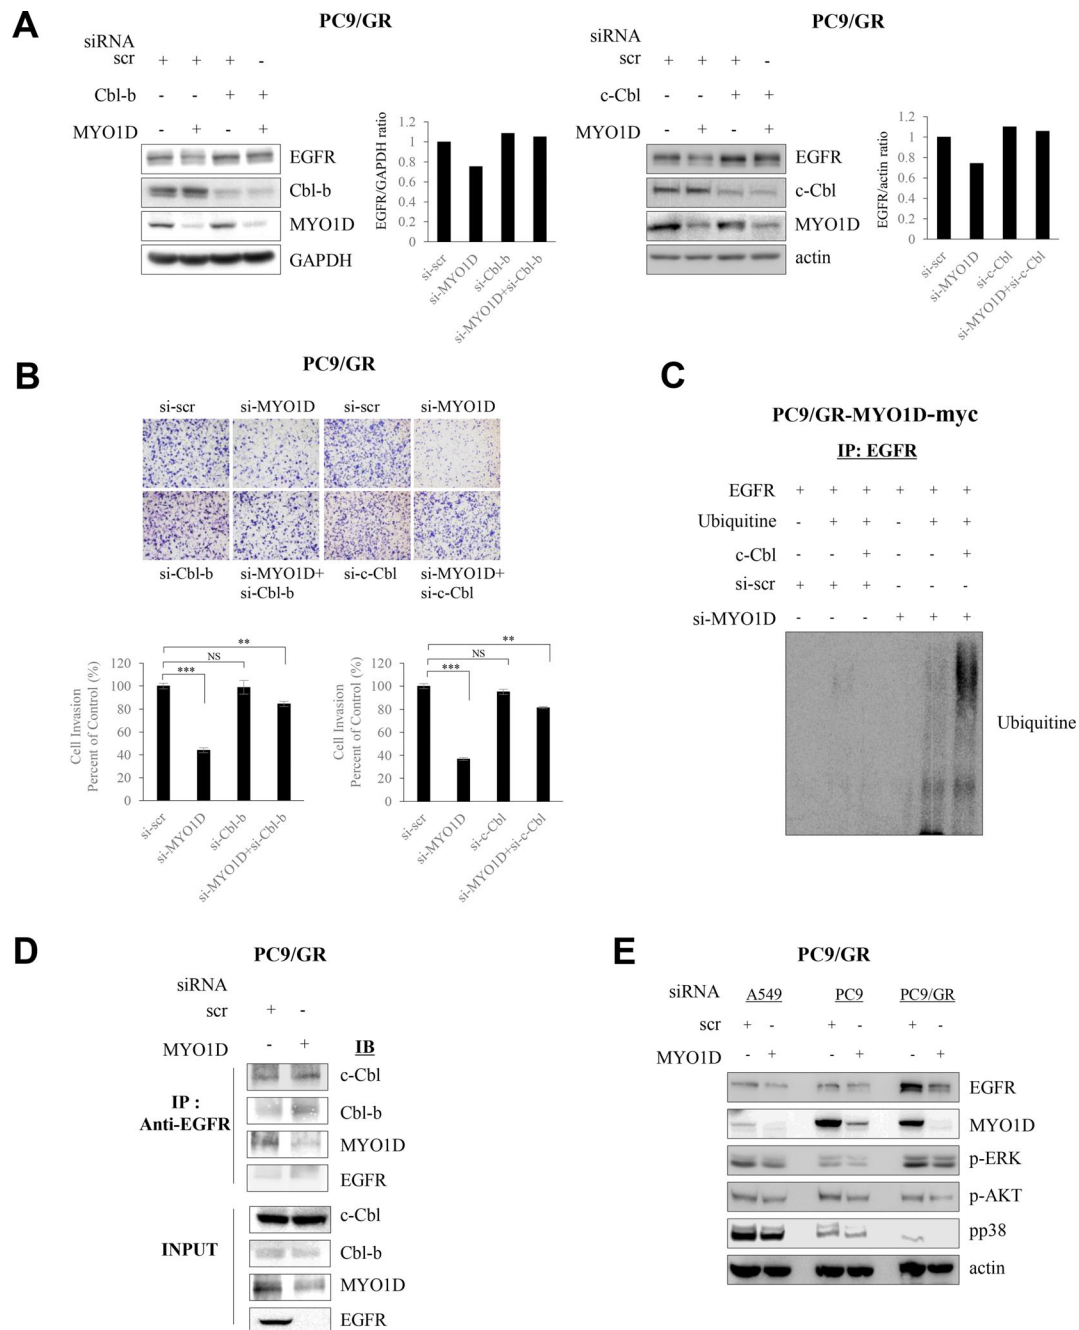 A
PC9/GR
siRNA
scr + + + -
Cbl-b - - + +
MYO1D - + - +
EGFR
Cbl-b
MYO1D
GAPDH
EGFR/GAPDH ratio
1.2
1
0.8
0.6
0.4
0.2
0
si-scr
si-MYO1D
si-Cbl-b
si-MYO1D+si-Cbl-b
PC9/GR
siRNA
scr + + + -
c-Cbl - - + +
MYO1D - + - +
EGFR
c-Cbl
MYO1D
actin
EGFR/actin ratio
1.2
1
0.8
0.6
0.4
0.2
0
si-scr
si-MYO1D
si-c-Cbl
si-MYO1D+si-c-Cbl
B
PC9/GR
si-scr si-MYO1D si-scr si-MYO1D
si-Cbl-b si-MYO1D+ si-c-Cbl si-MYO1D+
si-Cbl-b si-c-Cbl
Cell Invasion
Percent of Control (%)
120
100
80
60
40
20
0
**
NS
***
si-scr
si-MYO1D
si-Cbl-b
si-MYO1D+si-Cbl-b
Cell Invasion
Percent of Control (%)
120
100
80
60
40
20
0
**
NS
***
si-scr
si-MYO1D
si-c-Cbl
si-MYO1D+si-c-Cbl
C
PC9/GR-MYO1D-myc
IP: EGFR
EGFR + + + + + +
Ubiquitine - + + - + +
c-Cbl - - + - - +
si-scr + + + - - -
si-MYO1D - - - + + +
Ubiquitine
D
PC9/GR
siRNA
scr + -
MYO1D - + IB
IP :
Anti-EGFR
c-Cbl
Cbl-b
MYO1D
EGFR
INPUT
c-Cbl
Cbl-b
MYO1D
EGFR
E
PC9/GR
siRNA A549 PC9 PC9/GR
scr + - + - + -
MYO1D - + - + - +
EGFR
MYO1D
p-ERK
p-AKT
pp38
actin